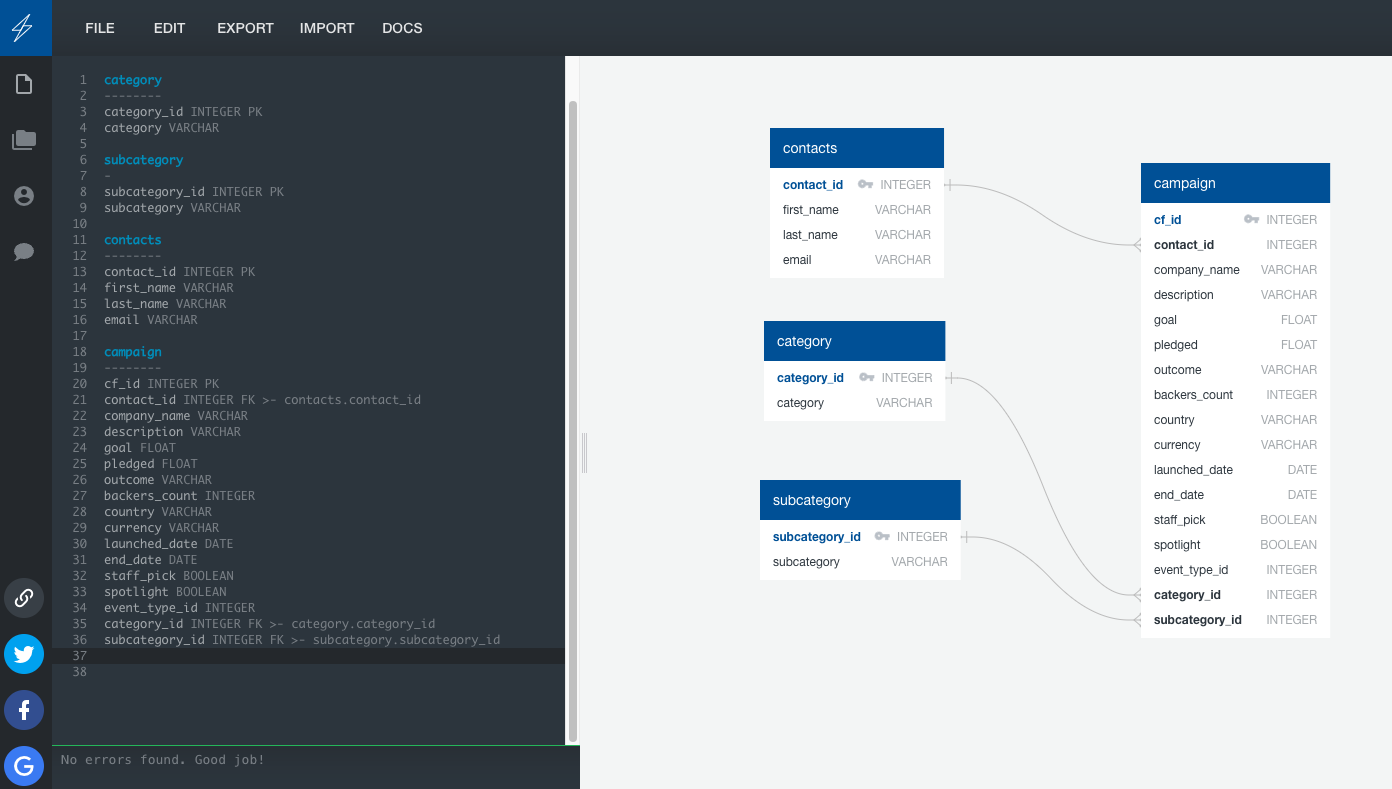 FILE EDIT EXPORT IMPORT DOCS
1 category
2 --------
3 category_id INTEGER PK
4 category VARCHAR
5
6 subcategory
7 -
8 subcategory_id INTEGER PK
9 subcategory VARCHAR
10
11 contacts
12 --------
13 contact_id INTEGER PK
14 first_name VARCHAR
15 last_name VARCHAR
16 email VARCHAR
17
18 campaign
19 --------
20 cf_id INTEGER PK
21 contact_id INTEGER FK >- contacts.contact_id
22 company_name VARCHAR
23 description VARCHAR
24 goal FLOAT
25 pledged FLOAT
26 outcome VARCHAR
27 backers_count INTEGER
28 country VARCHAR
29 currency VARCHAR
30 launched_date DATE
31 end_date DATE
32 staff_pick BOOLEAN
33 spotlight BOOLEAN
34 event_type_id INTEGER
35 category_id INTEGER FK >- category.category_id
36 subcategory_id INTEGER FK >- subcategory.subcategory_id
37
38
No errors found. Good job!
contacts
contact_id INTEGER
first_name VARCHAR
last_name VARCHAR
email VARCHAR
category
category_id INTEGER
category VARCHAR
subcategory
subcategory_id INTEGER
subcategory VARCHAR
campaign
cf_id INTEGER
contact_id INTEGER
company_name VARCHAR
description VARCHAR
goal FLOAT
pledged FLOAT
outcome VARCHAR
backers_count INTEGER
country VARCHAR
currency VARCHAR
launched_date DATE
end_date DATE
staff_pick BOOLEAN
spotlight BOOLEAN
event_type_id INTEGER
category_id INTEGER
subcategory_id INTEGER